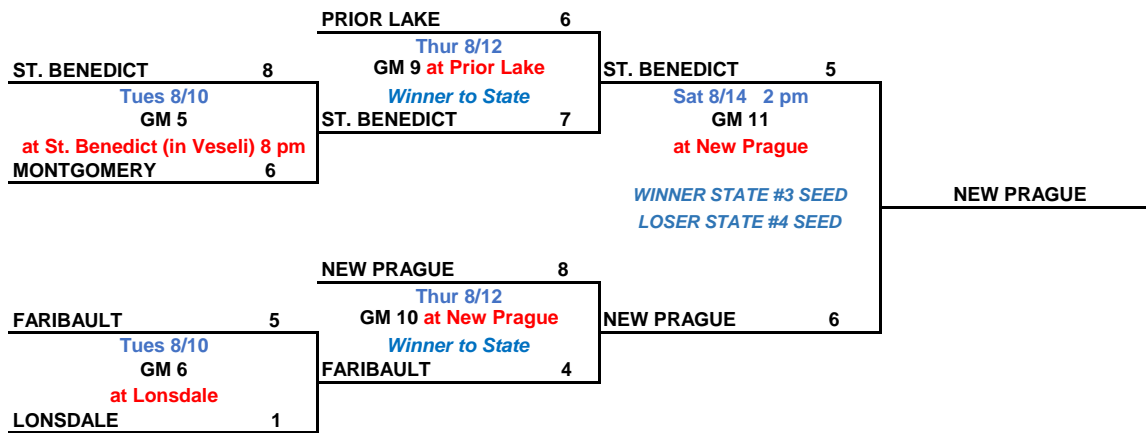 PRIOR LAKE 6
Thur 8/12
ST. BENEDICT 8
GM 9 at Prior Lake
ST. BENEDICT 5
Tues 8/10
Winner to State
Sat 8/14 2 pm
GM 5
ST. BENEDICT 7
GM 11
at St. Benedict (in Veseli) 8 pm
at New Prague
MONTGOMERY 6
WINNER STATE #3 SEED
NEW PRAGUE
LOSER STATE #4 SEED
NEW PRAGUE 8
Thur 8/12
FARIBAULT 5
GM 10 at New Prague
NEW PRAGUE 6
Tues 8/10
Winner to State
GM 6
FARIBAULT 4
at Lonsdale
LONSDALE 1